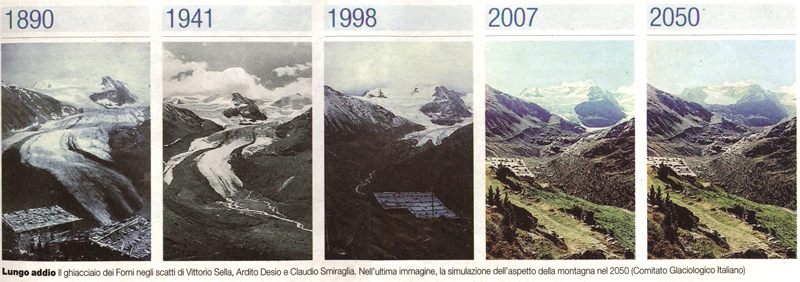 1890 1941 1998 2007 2050
Lungo addio Il ghiacciaio dei Forni negli scatti di Vittorio Sella, Ardito Desio e Claudio Smiraglia. Nell'ultima immagine, la simulazione dell'aspetto della montagna nel 2050 (Comitato Glaciologico Italiano)